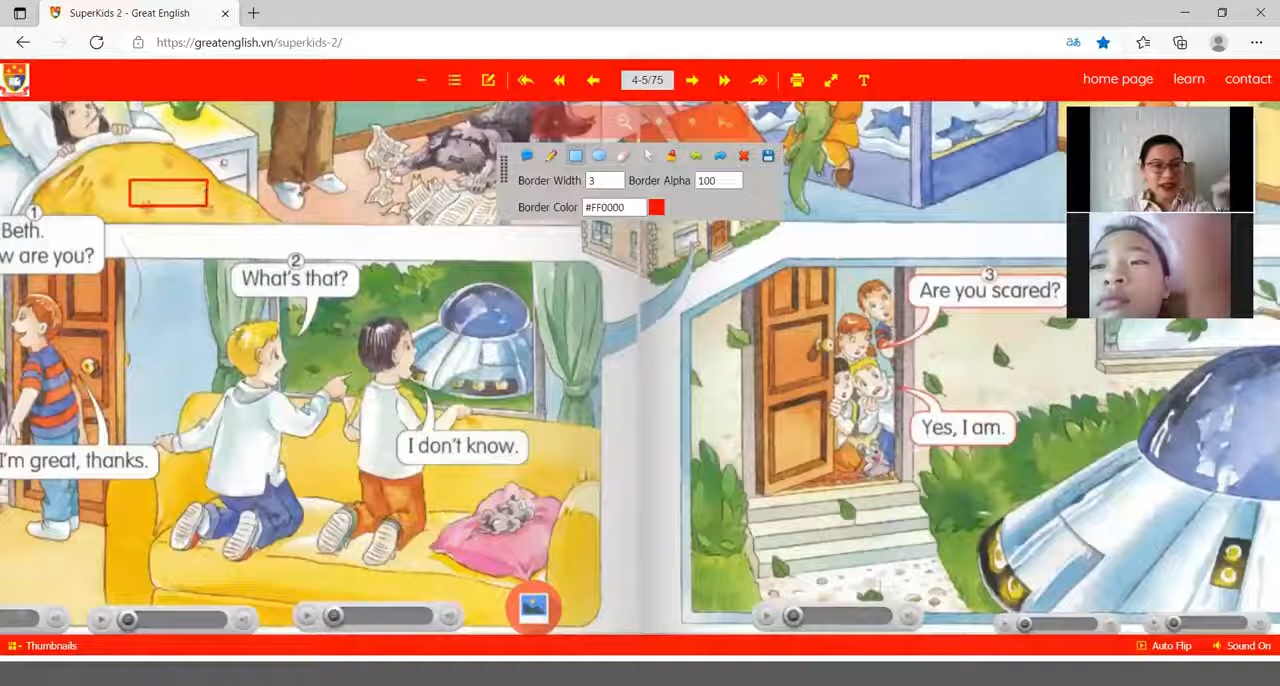 SuperKids 2 - Great English
https://greatenglish.vn/superkids-2/
4-5/75
home page
learn
contact
Border Width 3 Border Alpha 100
Border Color #FF0000
1
Beth.
w are you?
I'm great, thanks.
2
What's that?
I don't know.
3
Are you scared?
Yes, I am.
Thumbnails
Auto Flip
Sound On